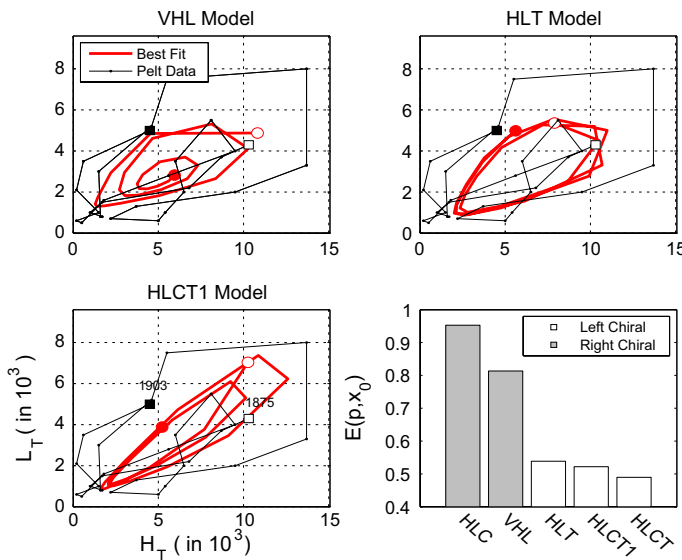 VHL Model
HLT Model
8
6
4
2
0
0
5
10
15
Best Fit
Pelt Data
8
6
4
2
0
0
5
10
15
HLCT1 Model
L_T ( in 10^3)
8
6
4
2
0
0
5
10
15
H_T ( in 10^3)
1903
1875
E(p,x_0)
1
0.9
0.8
0.7
0.6
0.5
0.4
Left Chiral
Right Chiral
HLC
VHL
HLT
HLCT1
HLCT